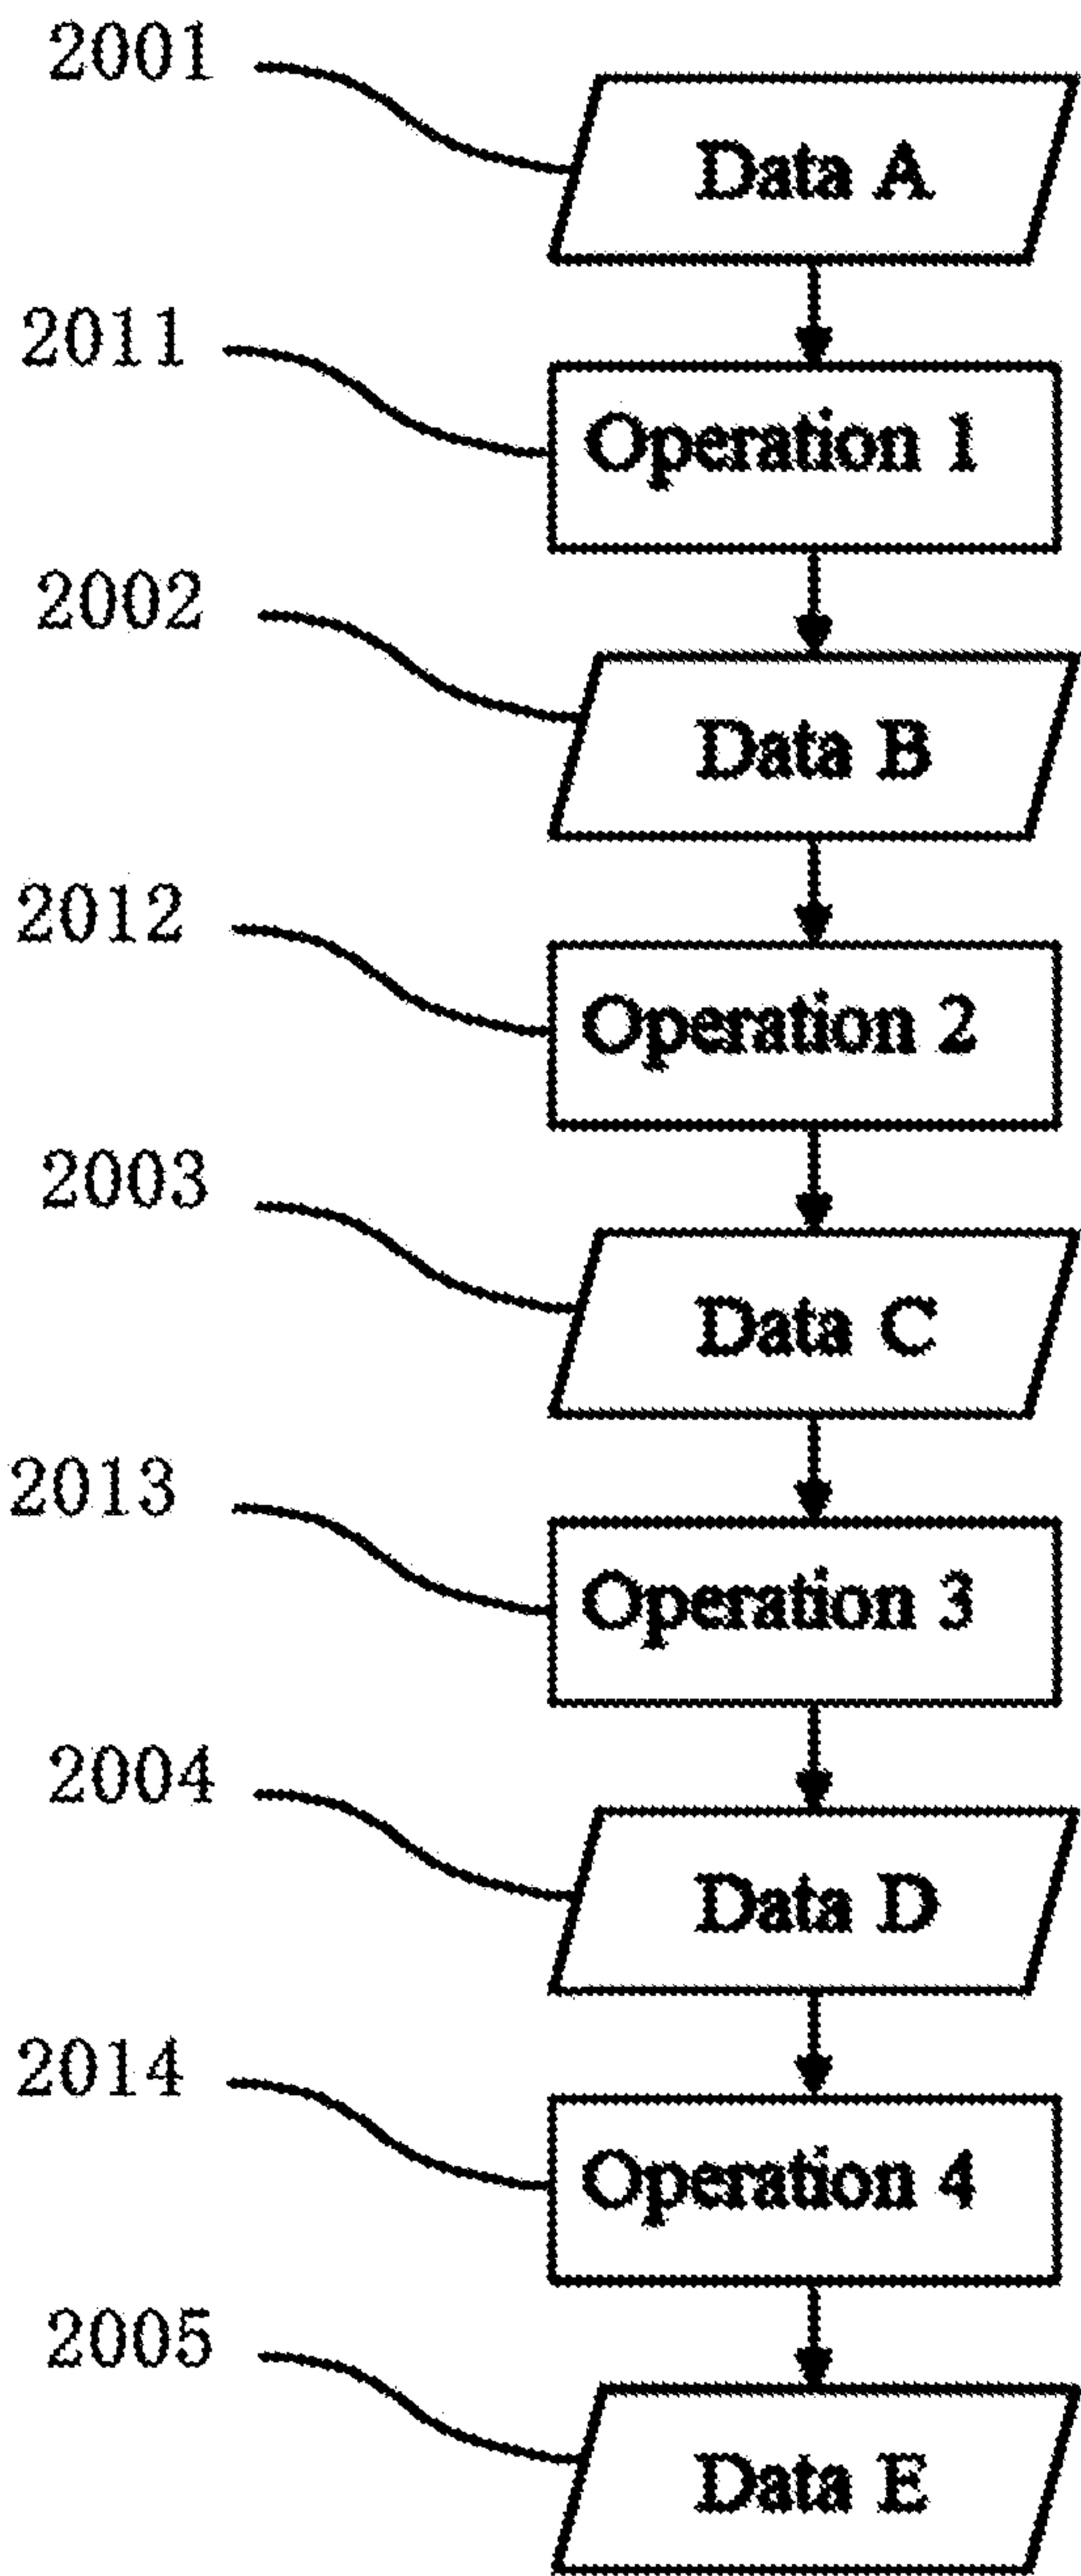 2001
Data A
2011
Operation 1
2002
Data B
2012
Operation 2
2003
Data C
2013
Operation 3
2004
Data D
2014
Operation 4
2005
Data E